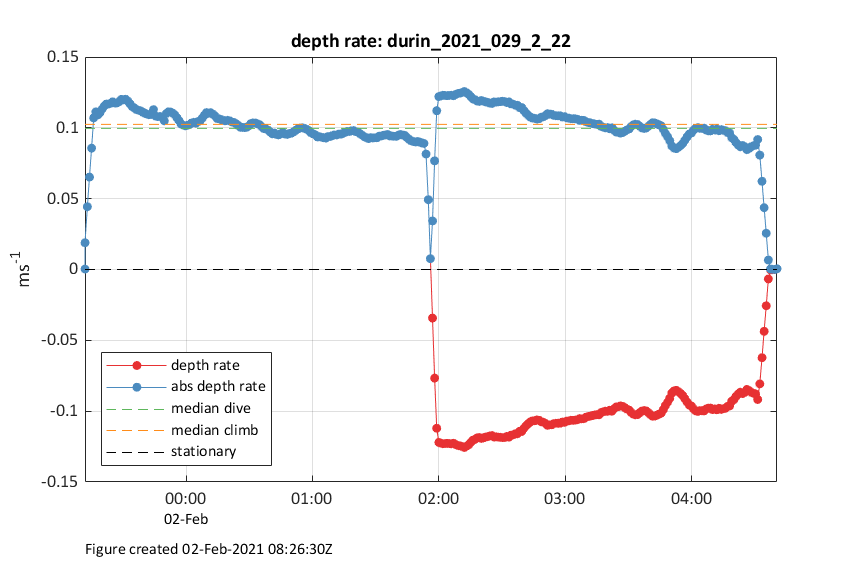 depth rate: durin_2021_029_2_22
0.15
0.1
0.05
0
-0.05
-0.1
-0.15
ms-1
depth rate
abs depth rate
median dive
median climb
stationary
00:00 01:00 02:00 03:00 04:00
02-Feb
Figure created 02-Feb-2021 08:26:30Z